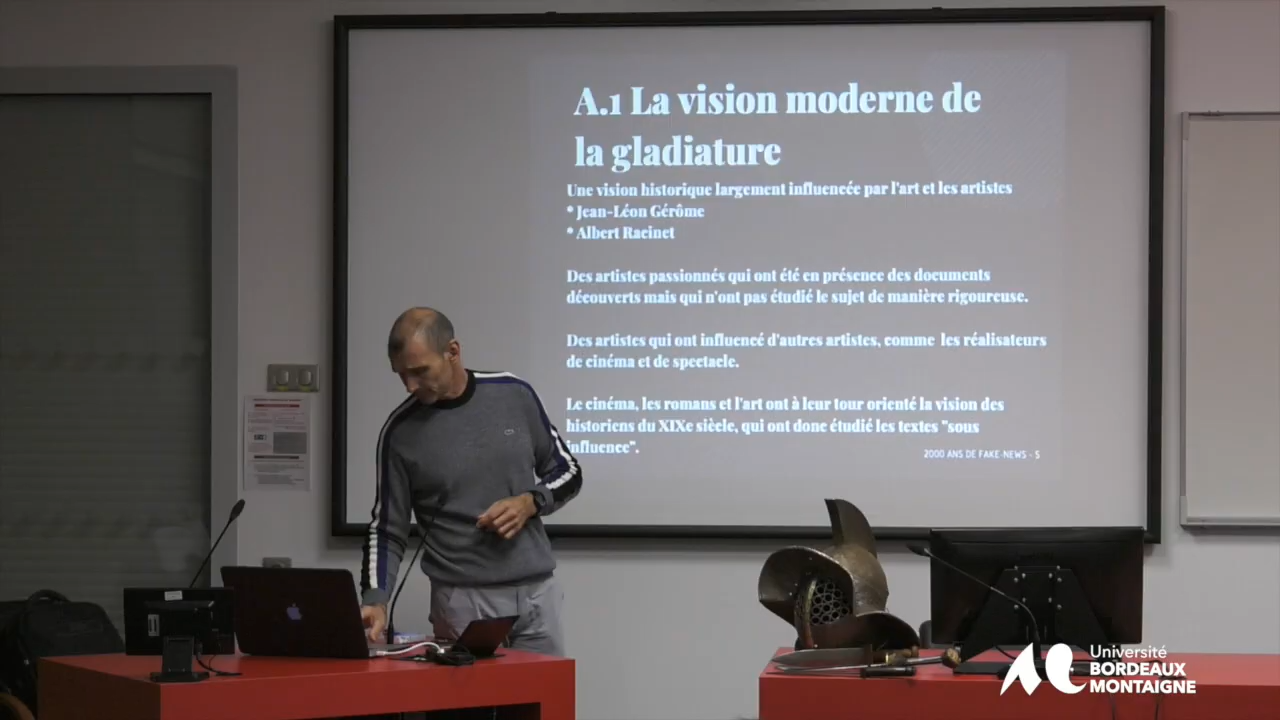 A.1 La vision moderne de
la gladiature
Une vision historique largement influencée par l'art et les artistes
* Jean-Léon Gérôme
* Albert Racinet
Des artistes passionnés qui ont été en présence des documents
découverts mais qui n'ont pas étudié le sujet de manière rigoureuse.
Des artistes qui ont influencé d'autres artistes, comme les réalisateurs
de cinéma et de spectacle.
Le cinéma, les romans et l'art ont à leur tour orienté la vision des
historiens du XIXe siècle, qui ont donc étudié les textes "sous
influence".
2000 ANS DE FAKE-NEWS - 5
Université
BORDEAUX
MONTAIGNE